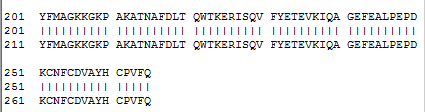 201 YFMAGKKGKP AKATNAFDLT QWTKERISQV FYETEVKIQA GEFEALPEPD
201 |||||||||| |||||||||| |||||||||| |||||||||| ||||||||||
211 YFMAGKKGKP AKATNAFDLT QWTKERISQV FYETEVKIQA GEFEALPEPD
251 KCNFCDVAYH CPVFQ
251 |||||||||| |||||
261 KCNFCDVAYH CPVFQ